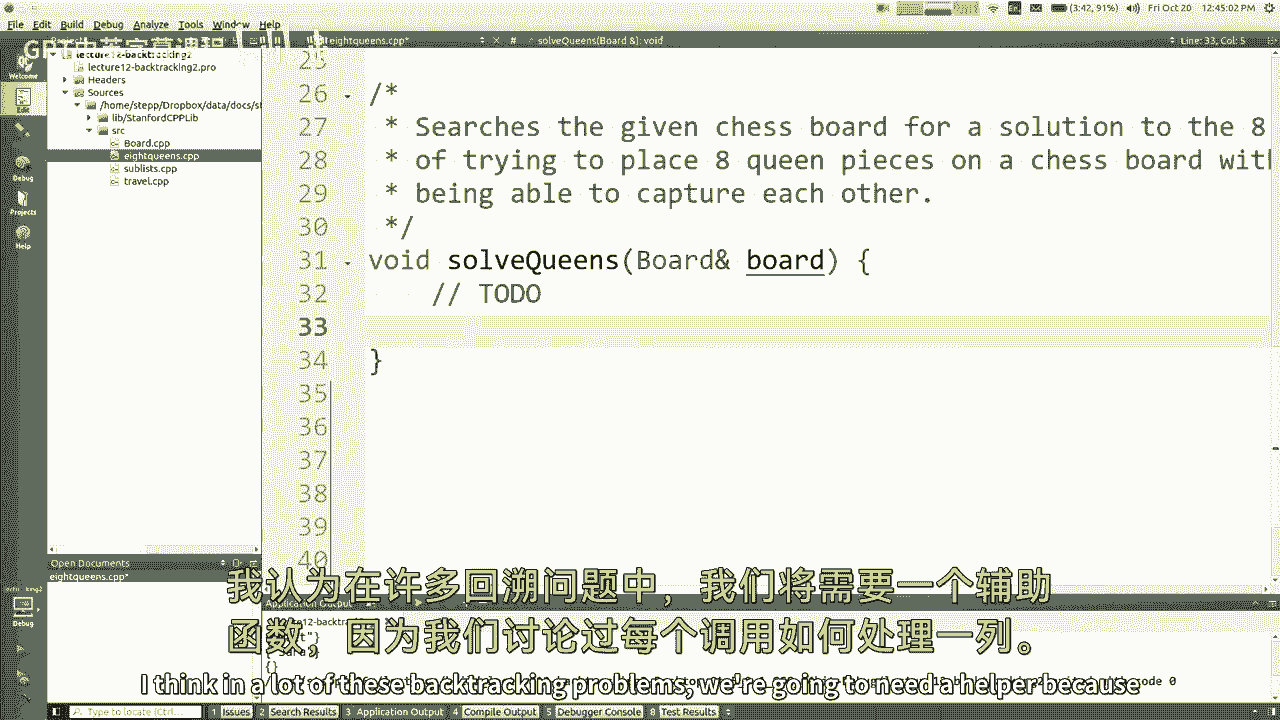 File Edit Build Debug Analyze Tools Window Help
(3:42, 91%) Fri Oct 20 12:45:02 PM
GPT中英字幕课程
eightqueens.cpp* # solveQueens(Board &): void Line: 33, Col: 5
Welcome
Edit
Debug
Projects
Help
lecture12-backtracking2
lecture12-backtracking2.pro
Headers
Sources
/home/stepp/Dropbox/data/docs/st
lib/StanfordCPPLib
src
Board.cpp
eightqueens.cpp
sublists.cpp
travel.cpp
25
26 /*
27 * Searches the given chess board for a solution to the 8
28 * of trying to place 8 queen pieces on a chess board with
29 * being able to capture each other.
30 */
31 void solveQueens(Board& board) {
32 // TODO
33
34 }
35
36
37
38
39
40
Open Documents
eightqueens.cpp*
Debug
Application Output
{}
code 0
我认为在许多回溯问题中，我们将需要一个辅助
函数，因为我们讨论过每个调用如何处理一列。
I think in a lot of these backtracking problems, we're going to need a helper because
Type to locate (Ctrl... 1 Issues 2 Search Results 3 Application Output 4 Compile Output 5 Debugger Console 8 Test Results